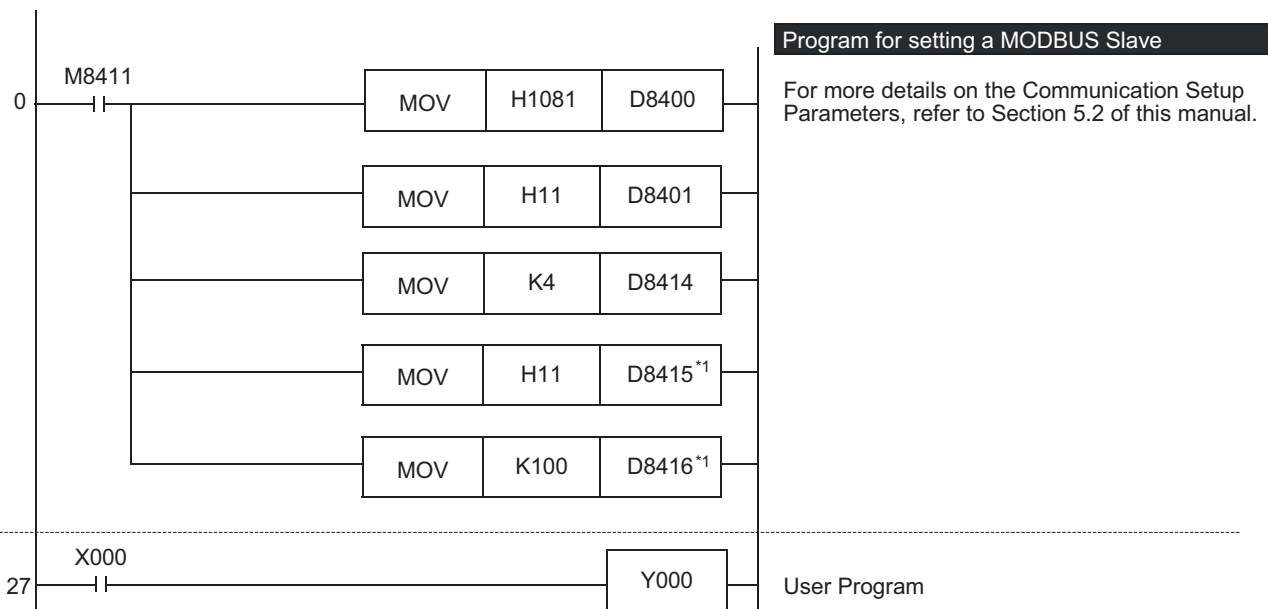 Program for setting a MODBUS Slave
For more details on the Communication Setup
Parameters, refer to Section 5.2 of this manual.
M8411
0
MOV H1081 D8400
MOV H11 D8401
MOV K4 D8414
MOV H11 D8415*1
MOV K100 D8416*1
X000
27 Y000 User Program